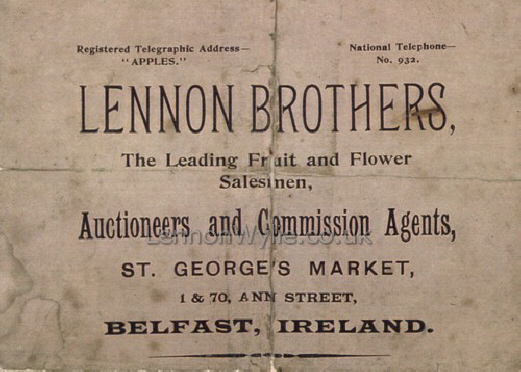 Registered Telegraphic Address— National Telephone—
"APPLES." No. 932.
LENNON BROTHERS,
The Leading Fruit and Flower
Salesmen,
Auctioneers and Commission Agents,
LennonWylie.co.uk
ST. GEORGE'S MARKET,
1 & 70, ANN STREET,
BELFAST, IRELAND.